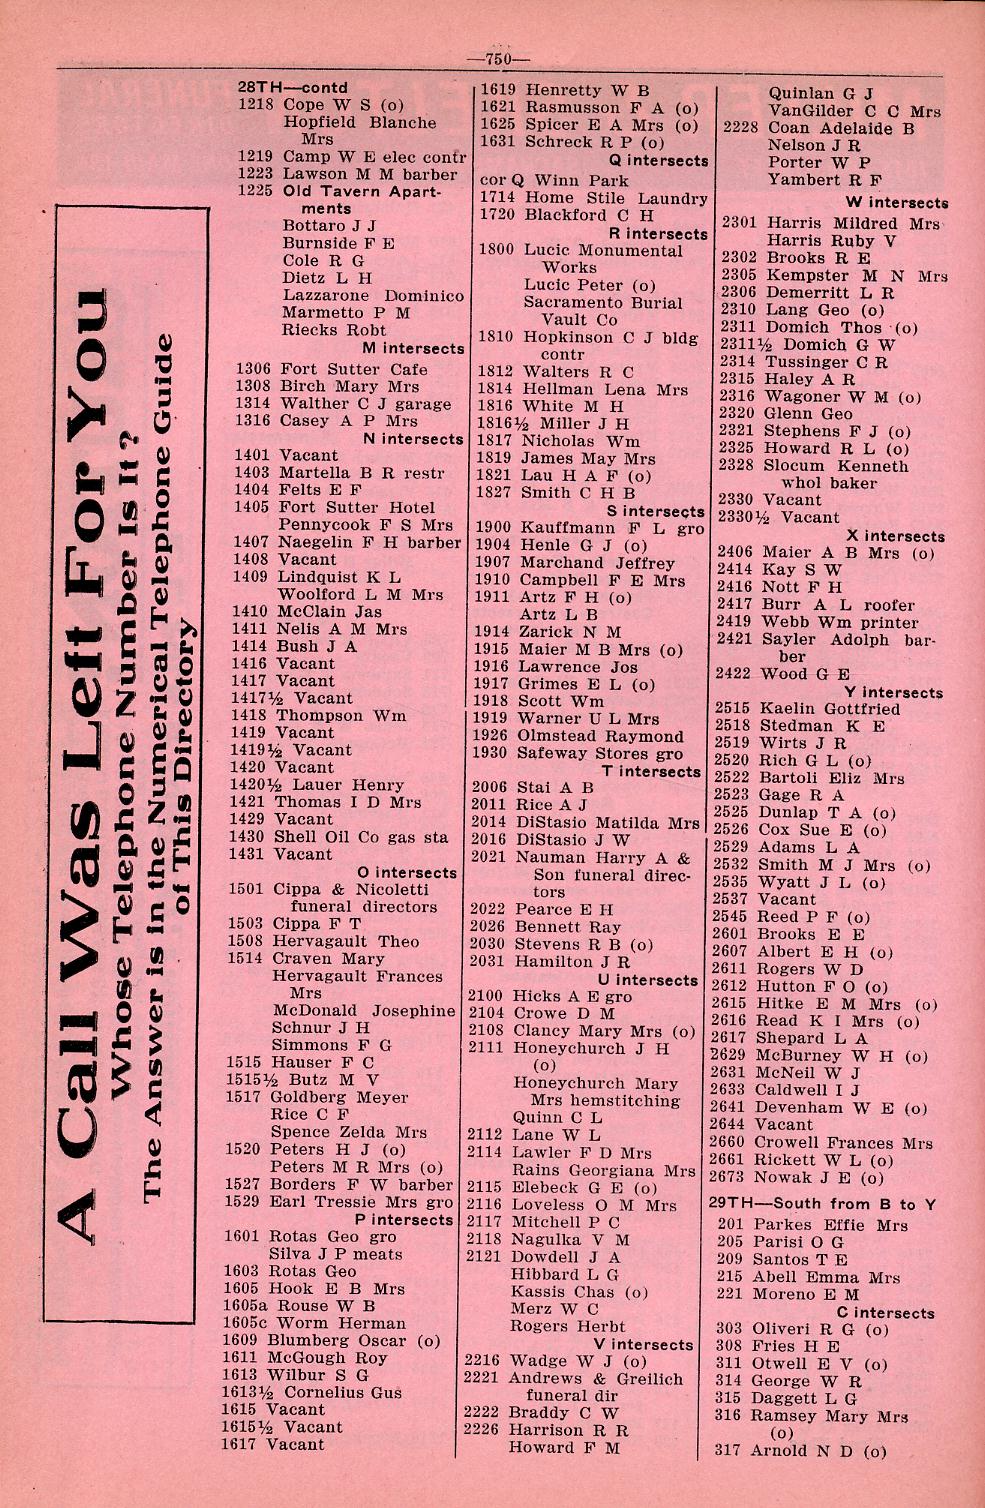 —750—
A Call Was Left For You
Whose Telephone Number Is It?
The Answer is in the Numerical Telephone Guide
of This Directory
28TH—contd
1218 Cope W S (o)
Hopfield Blanche
Mrs
1219 Camp W E elec contr
1223 Lawson M M barber
1225 Old Tavern Apart-
ments
Bottaro J J
Burnside F E
Cole R G
Dietz L H
Lazzarone Dominico
Marmetto P M
Riecks Robt
M intersects
1306 Fort Sutter Cafe
1308 Birch Mary Mrs
1314 Walther C J garage
1316 Casey A P Mrs
N intersects
1401 Vacant
1403 Martella B R restr
1404 Felts E F
1405 Fort Sutter Hotel
Pennycook F S Mrs
1407 Naegelin F H barber
1408 Vacant
1409 Lindquist K L
Woolford L M Mrs
1410 McClain Jas
1411 Nelis A M Mrs
1414 Bush J A
1416 Vacant
1417 Vacant
1417½ Vacant
1418 Thompson Wm
1419 Vacant
1419½ Vacant
1420 Vacant
1420½ Lauer Henry
1421 Thomas I D Mrs
1429 Vacant
1430 Shell Oil Co gas sta
1431 Vacant
O intersects
1501 Cippa & Nicoletti
funeral directors
1503 Cippa F T
1508 Hervagault Theo
1514 Craven Mary
Hervagault Frances
Mrs
McDonald Josephine
Schnur J H
Simmons F G
1515 Hauser F C
1515½ Butz M V
1517 Goldberg Meyer
Rice C F
Spence Zelda Mrs
1520 Peters H J (o)
Peters M R Mrs (o)
1527 Borders F W barber
1529 Earl Tressie Mrs gro
P intersects
1601 Rotas Geo gro
Silva J P meats
1603 Rotas Geo
1605 Hook E B Mrs
1605a Rouse W B
1605c Worm Herman
1609 Blumberg Oscar (o)
1611 McGough Roy
1613 Wilbur S G
1613½ Cornelius Gus
1615 Vacant
1615½ Vacant
1617 Vacant
1619 Henretty W B
1621 Rasmusson F A (o)
1625 Spicer E A Mrs (o)
1631 Schreck R P (o)
Q intersects
cor Q Winn Park
1714 Home Stile Laundry
1720 Blackford C H
R intersects
1800 Lucic Monumental
Works
Lucic Peter (o)
Sacramento Burial
Vault Co
1810 Hopkinson C J bldg
contr
1812 Walters R C
1814 Hellman Lena Mrs
1816 White M H
1816½ Miller J H
1817 Nicholas Wm
1819 James May Mrs
1821 Lau H A F (o)
1827 Smith C H B
S intersects
1900 Kauffmann F L gro
1904 Henle G J (o)
1907 Marchand Jeffrey
1910 Campbell F E Mrs
1911 Artz F H (o)
Artz L B
1914 Zarick N M
1915 Maier M B Mrs (o)
1916 Lawrence Jos
1917 Grimes E L (o)
1918 Scott Wm
1919 Warner U L Mrs
1926 Olmstead Raymond
1930 Safeway Stores gro
T intersects
2006 Stai A B
2011 Rice A J
2014 DiStasio Matilda Mrs
2016 DiStasio J W
2021 Nauman Harry A &
Son funeral direc-
tors
2022 Pearce E H
2026 Bennett Ray
2030 Stevens R B (o)
2031 Hamilton J R
U intersects
2100 Hicks A E gro
2104 Crowe D M
2108 Clancy Mary Mrs (o)
2111 Honeychurch J H
(o)
Honeychurch Mary
Mrs hemstitching
Quinn C L
2112 Lane W L
2114 Lawler F D Mrs
Rains Georgiana Mrs
2115 Elebeck G E (o)
2116 Loveless O M Mrs
2117 Mitchell P C
2118 Nagulka V M
2121 Dowdell J A
Hibbard L G
Kassis Chas (o)
Merz W C
Rogers Herbt
V intersects
2216 Wadge W J (o)
2221 Andrews & Greilich
funeral dir
2222 Braddy C W
2226 Harrison R R
Howard F M
Quinlan G J
VanGilder C C Mrs
2228 Coan Adelaide B
Nelson J R
Porter W P
Yambert R F
W intersects
2301 Harris Mildred Mrs
Harris Ruby V
2302 Brooks R E
2305 Kempster M N Mrs
2306 Demerritt L R
2310 Lang Geo (o)
2311 Domich Thos (o)
2311½ Domich G W
2314 Tussinger C R
2315 Haley A R
2316 Wagoner W M (o)
2320 Glenn Geo
2321 Stephens F J (o)
2325 Howard R L (o)
2328 Slocum Kenneth
whol baker
2330 Vacant
2330½ Vacant
X intersects
2406 Maier A B Mrs (o)
2414 Kay S W
2416 Nott F H
2417 Burr A L roofer
2419 Webb Wm printer
2421 Sayler Adolph bar-
ber
2422 Wood G E
Y intersects
2515 Kaelin Gottfried
2518 Stedman K E
2519 Wirts J R
2520 Rich G L (o)
2522 Bartoli Eliz Mrs
2523 Gage R A
2525 Dunlap T A (o)
2526 Cox Sue E (o)
2529 Adams L A
2532 Smith M J Mrs (o)
2535 Wyatt J L (o)
2537 Vacant
2545 Reed P F (o)
2601 Brooks E E
2607 Albert E H (o)
2611 Rogers W D
2612 Hutton F O (o)
2615 Hitke E M Mrs (o)
2616 Read K I Mrs (o)
2617 Shepard L A
2629 McBurney W H (o)
2631 McNeil W J
2633 Caldwell I J
2641 Devenham W E (o)
2644 Vacant
2660 Crowell Frances Mrs
2661 Rickett W L (o)
2673 Nowak J E (o)
29TH—South from B to Y
201 Parkes Effie Mrs
205 Parisi O G
209 Santos T E
215 Abell Emma Mrs
221 Moreno E M
C intersects
303 Oliveri R G (o)
308 Fries H E
311 Otwell E V (o)
314 George W R
315 Daggett L G
316 Ramsey Mary Mrs
(o)
317 Arnold N D (o)